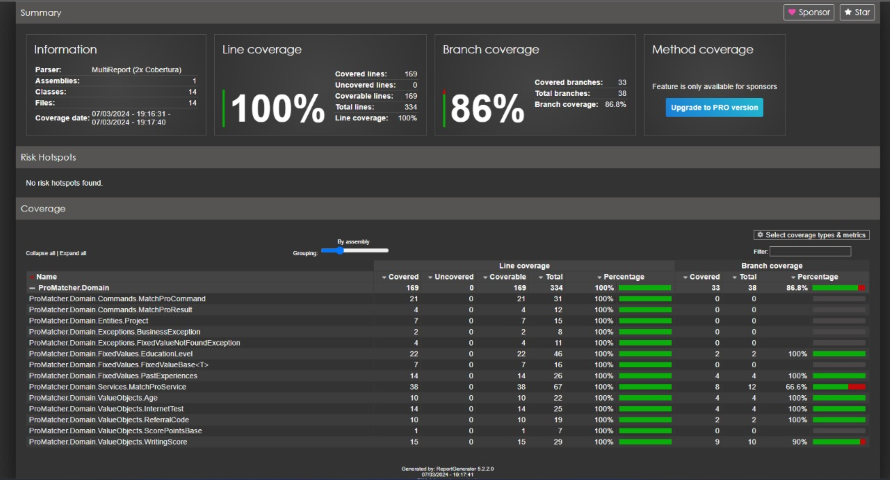 Summary
Sponsor
Star
Information
Parser: MultiReport (2x Cobertura)
Assemblies: 1
Classes: 14
Files: 14
Coverage date: 07/03/2024 - 19:16:31 -
07/03/2024 - 19:17:40
Line coverage
100%
Covered lines: 169
Uncovered lines: 0
Coverable lines: 169
Total lines: 334
Line coverage: 100%
Branch coverage
86%
Covered branches: 33
Total branches: 38
Branch coverage: 86.8%
Method coverage
Feature is only available for sponsors
Upgrade to PRO version
Risk Hotspots
No risk hotspots found.
Coverage
Select coverage types & metrics
Collapse all | Expand all
Grouping:
By assembly
Filter:
Line coverage Branch coverage
Name Covered Uncovered Coverable Total Percentage Covered Total Percentage
ProMatcher.Domain 169 0 169 334 100% 33 38 86.8%
ProMatcher.Domain.Commands.MatchProCommand 21 0 21 31 100% 0 0
ProMatcher.Domain.Commands.MatchProResult 4 0 4 12 100% 0 0
ProMatcher.Domain.Entities.Project 7 0 7 15 100% 0 0
ProMatcher.Domain.Exceptions.BusinessException 2 0 2 8 100% 0 0
ProMatcher.Domain.Exceptions.FixedValueNotFoundException 4 0 4 11 100% 0 0
ProMatcher.Domain.FixedValues.EducationLevel 22 0 22 46 100% 2 2 100%
ProMatcher.Domain.FixedValues.FixedValueBase<T> 7 0 7 16 100% 0 0
ProMatcher.Domain.FixedValues.PastExperiences 14 0 14 26 100% 4 4 100%
ProMatcher.Domain.Services.MatchProService 38 0 38 67 100% 8 12 66.6%
ProMatcher.Domain.ValueObjects.Age 10 0 10 22 100% 4 4 100%
ProMatcher.Domain.ValueObjects.InternetTest 14 0 14 25 100% 4 4 100%
ProMatcher.Domain.ValueObjects.ReferralCode 10 0 10 19 100% 2 2 100%
ProMatcher.Domain.ValueObjects.ScorePointsBase 1 0 1 7 100% 0 0
ProMatcher.Domain.ValueObjects.WritingScore 15 0 15 29 100% 9 10 90%
Generated by: ReportGenerator 5.2.2.0
07/03/2024 - 19:17:41